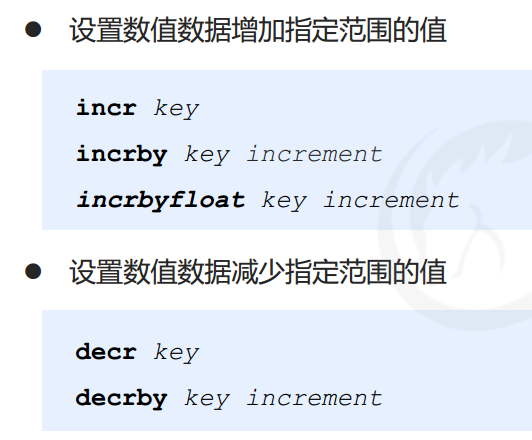 设置数值数据增加指定范围的值
incr key
incrby key increment
incrbyfloat key increment
设置数值数据减少指定范围的值
decr key
decrby key increment